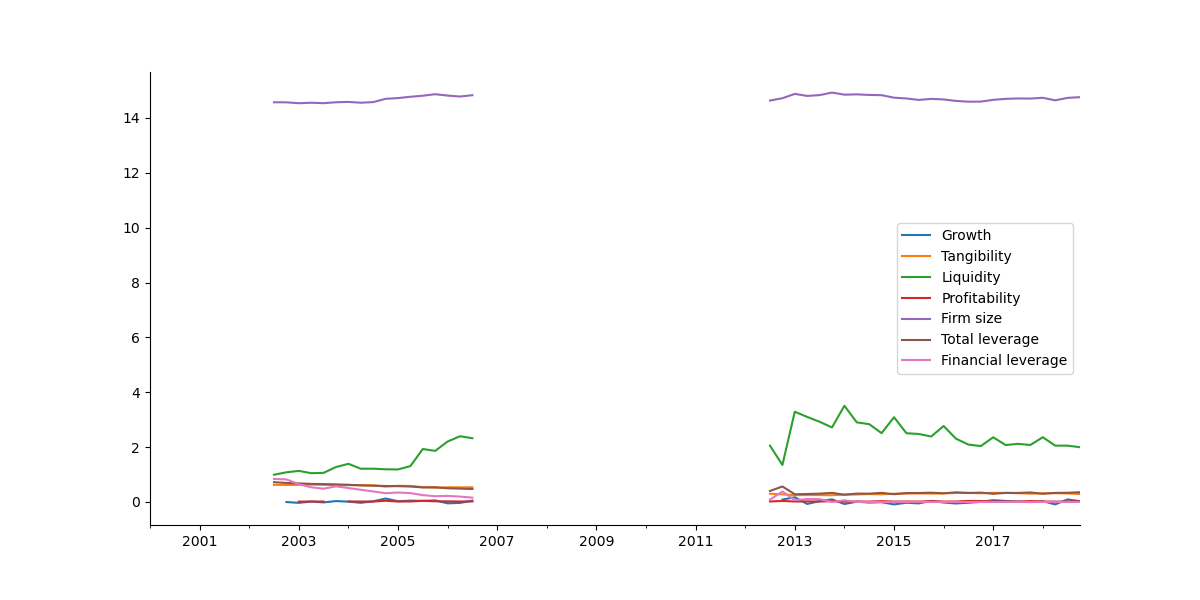 14
12
10
8
6
4
2
0
2001 2003 2005 2007 2009 2011 2013 2015 2017
Growth
Tangibility
Liquidity
Profitability
Firm size
Total leverage
Financial leverage